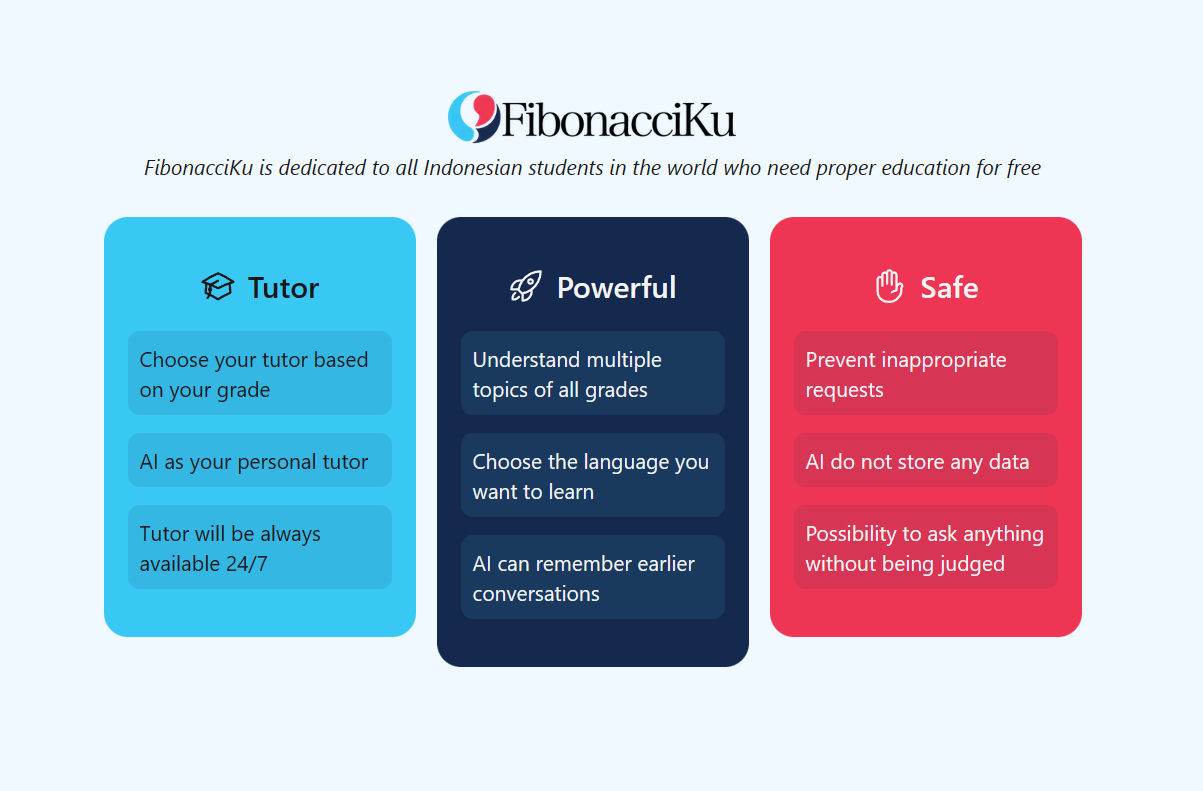 FibonacciKu
FibonacciKu is dedicated to all Indonesian students in the world who need proper education for free
Tutor
Choose your tutor based
on your grade
AI as your personal tutor
Tutor will be always
available 24/7
Powerful
Understand multiple
topics of all grades
Choose the language you
want to learn
AI can remember earlier
conversations
Safe
Prevent inappropriate
requests
AI do not store any data
Possibility to ask anything
without being judged